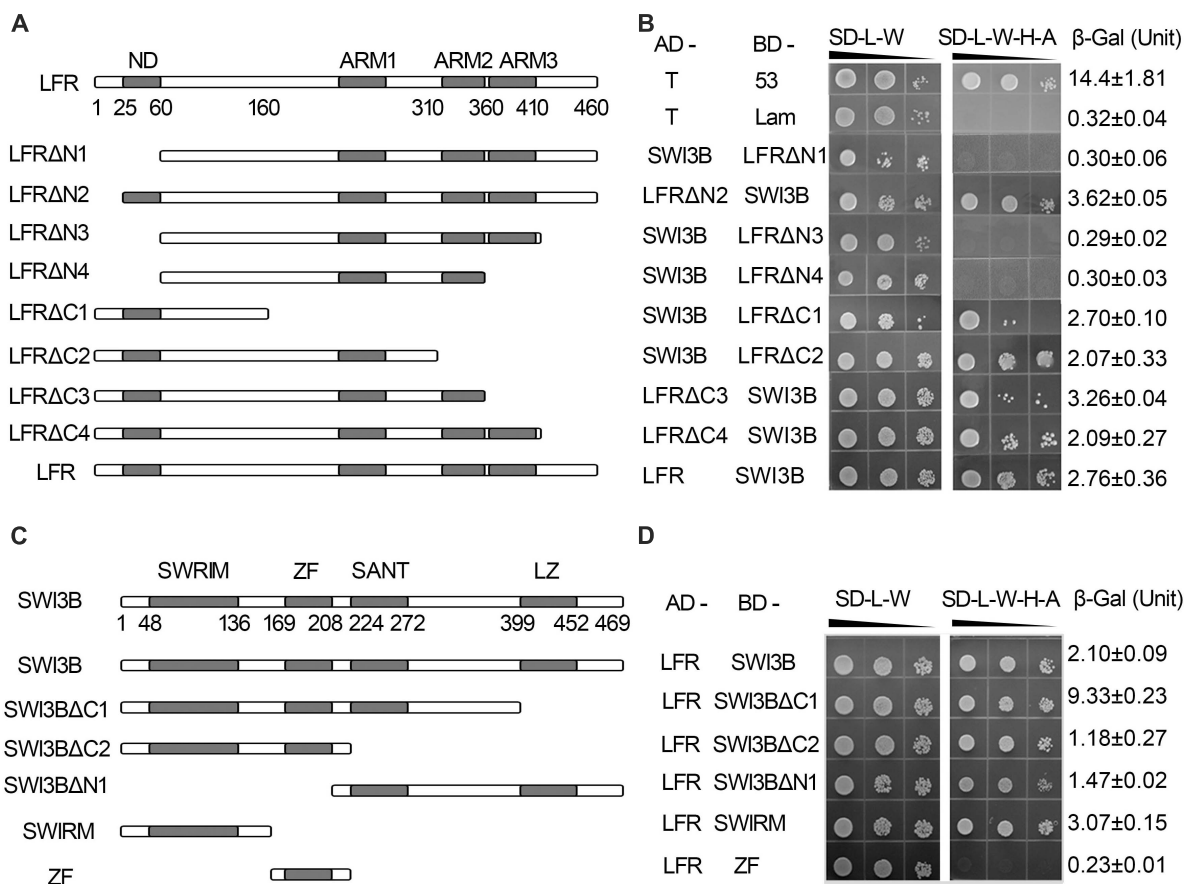 A
ND ARM1 ARM2 ARM3
LFR
1 25 60 160 310 360 410 460
LFRΔN1
LFRΔN2
LFRΔN3
LFRΔN4
LFRΔC1
LFRΔC2
LFRΔC3
LFRΔC4
LFR
B
AD - BD - SD-L-W SD-L-W-H-A β-Gal (Unit)
T 53 14.4±1.81
T Lam 0.32±0.04
SWI3B LFRΔN1 0.30±0.06
LFRΔN2 SWI3B 3.62±0.05
SWI3B LFRΔN3 0.29±0.02
SWI3B LFRΔN4 0.30±0.03
SWI3B LFRΔC1 2.70±0.10
SWI3B LFRΔC2 2.07±0.33
LFRΔC3 SWI3B 3.26±0.04
LFRΔC4 SWI3B 2.09±0.27
LFR SWI3B 2.76±0.36
C
SWRIM ZF SANT LZ
SWI3B
1 48 136 169 208 224 272 399 452 469
SWI3B
SWI3BΔC1
SWI3BΔC2
SWI3BΔN1
SWIRM
ZF
D
AD - BD - SD-L-W SD-L-W-H-A β-Gal (Unit)
LFR SWI3B 2.10±0.09
LFR SWI3BΔC1 9.33±0.23
LFR SWI3BΔC2 1.18±0.27
LFR SWI3BΔN1 1.47±0.02
LFR SWIRM 3.07±0.15
LFR ZF 0.23±0.01